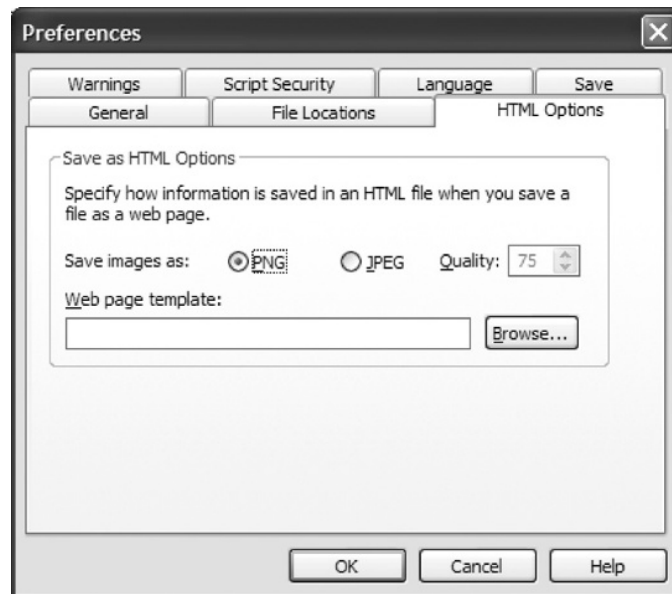 Preferences
Warnings Script Security Language Save
General File Locations HTML Options
Save as HTML Options
Specify how information is saved in an HTML file when you save a
file as a web page.
Save images as: PNG JPEG Quality: 75
Web page template:
Browse...
OK Cancel Help